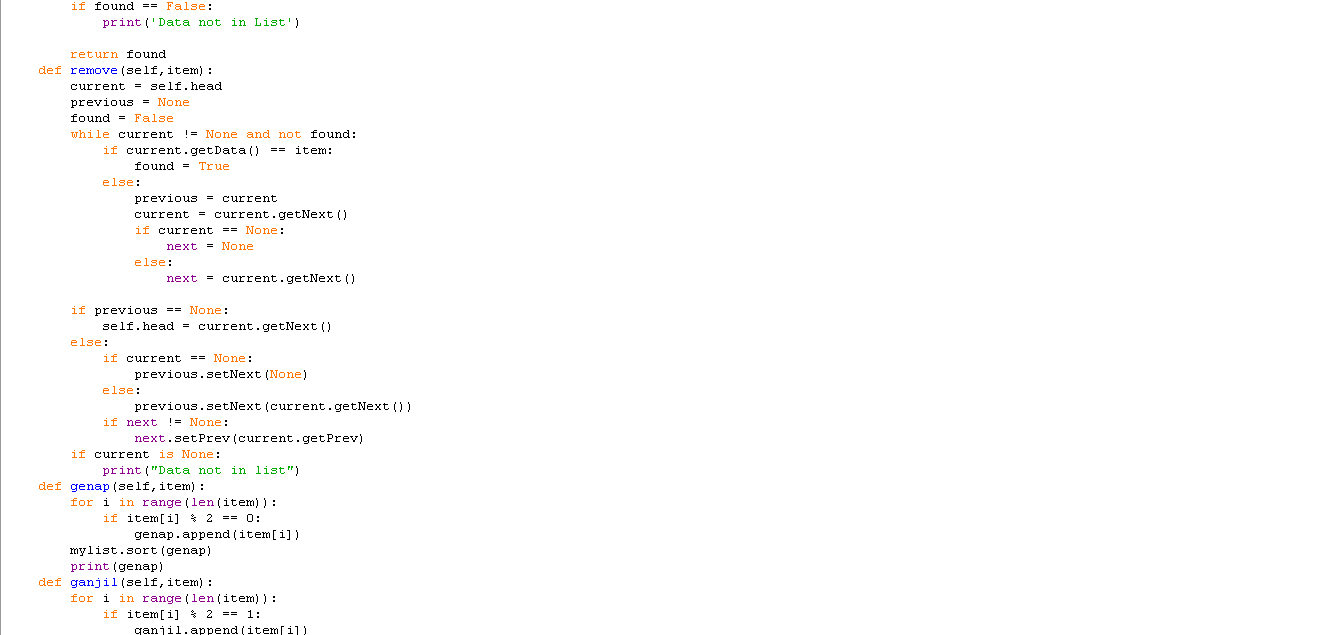 if found == False:
            print('Data not in List')

        return found
    def remove(self,item):
        current = self.head
        previous = None
        found = False
        while current != None and not found:
            if current.getData() == item:
                found = True
            else:
                previous = current
                current = current.getNext()
                if current == None:
                    next = None
                else:
                    next = current.getNext()

        if previous == None:
            self.head = current.getNext()
        else:
            if current == None:
                previous.setNext(None)
            else:
                previous.setNext(current.getNext())
            if next != None:
                next.setPrev(current.getPrev)
        if current is None:
            print("Data not in list")
    def genap(self,item):
        for i in range(len(item)):
            if item[i] % 2 == 0:
                genap.append(item[i])
        mylist.sort(genap)
        print(genap)
    def ganjil(self,item):
        for i in range(len(item)):
            if item[i] % 2 == 1:
                ganjil.append(item[i])